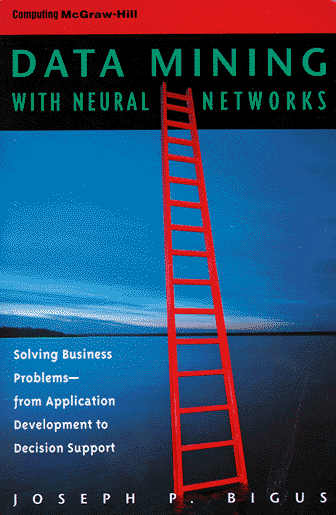 Computing McGraw-Hill
DATA MINING
WITH NEURAL NETWORKS
Solving Business
Problems—
from Application
Development to
Decision Support
JOSEPH P. BIGUS